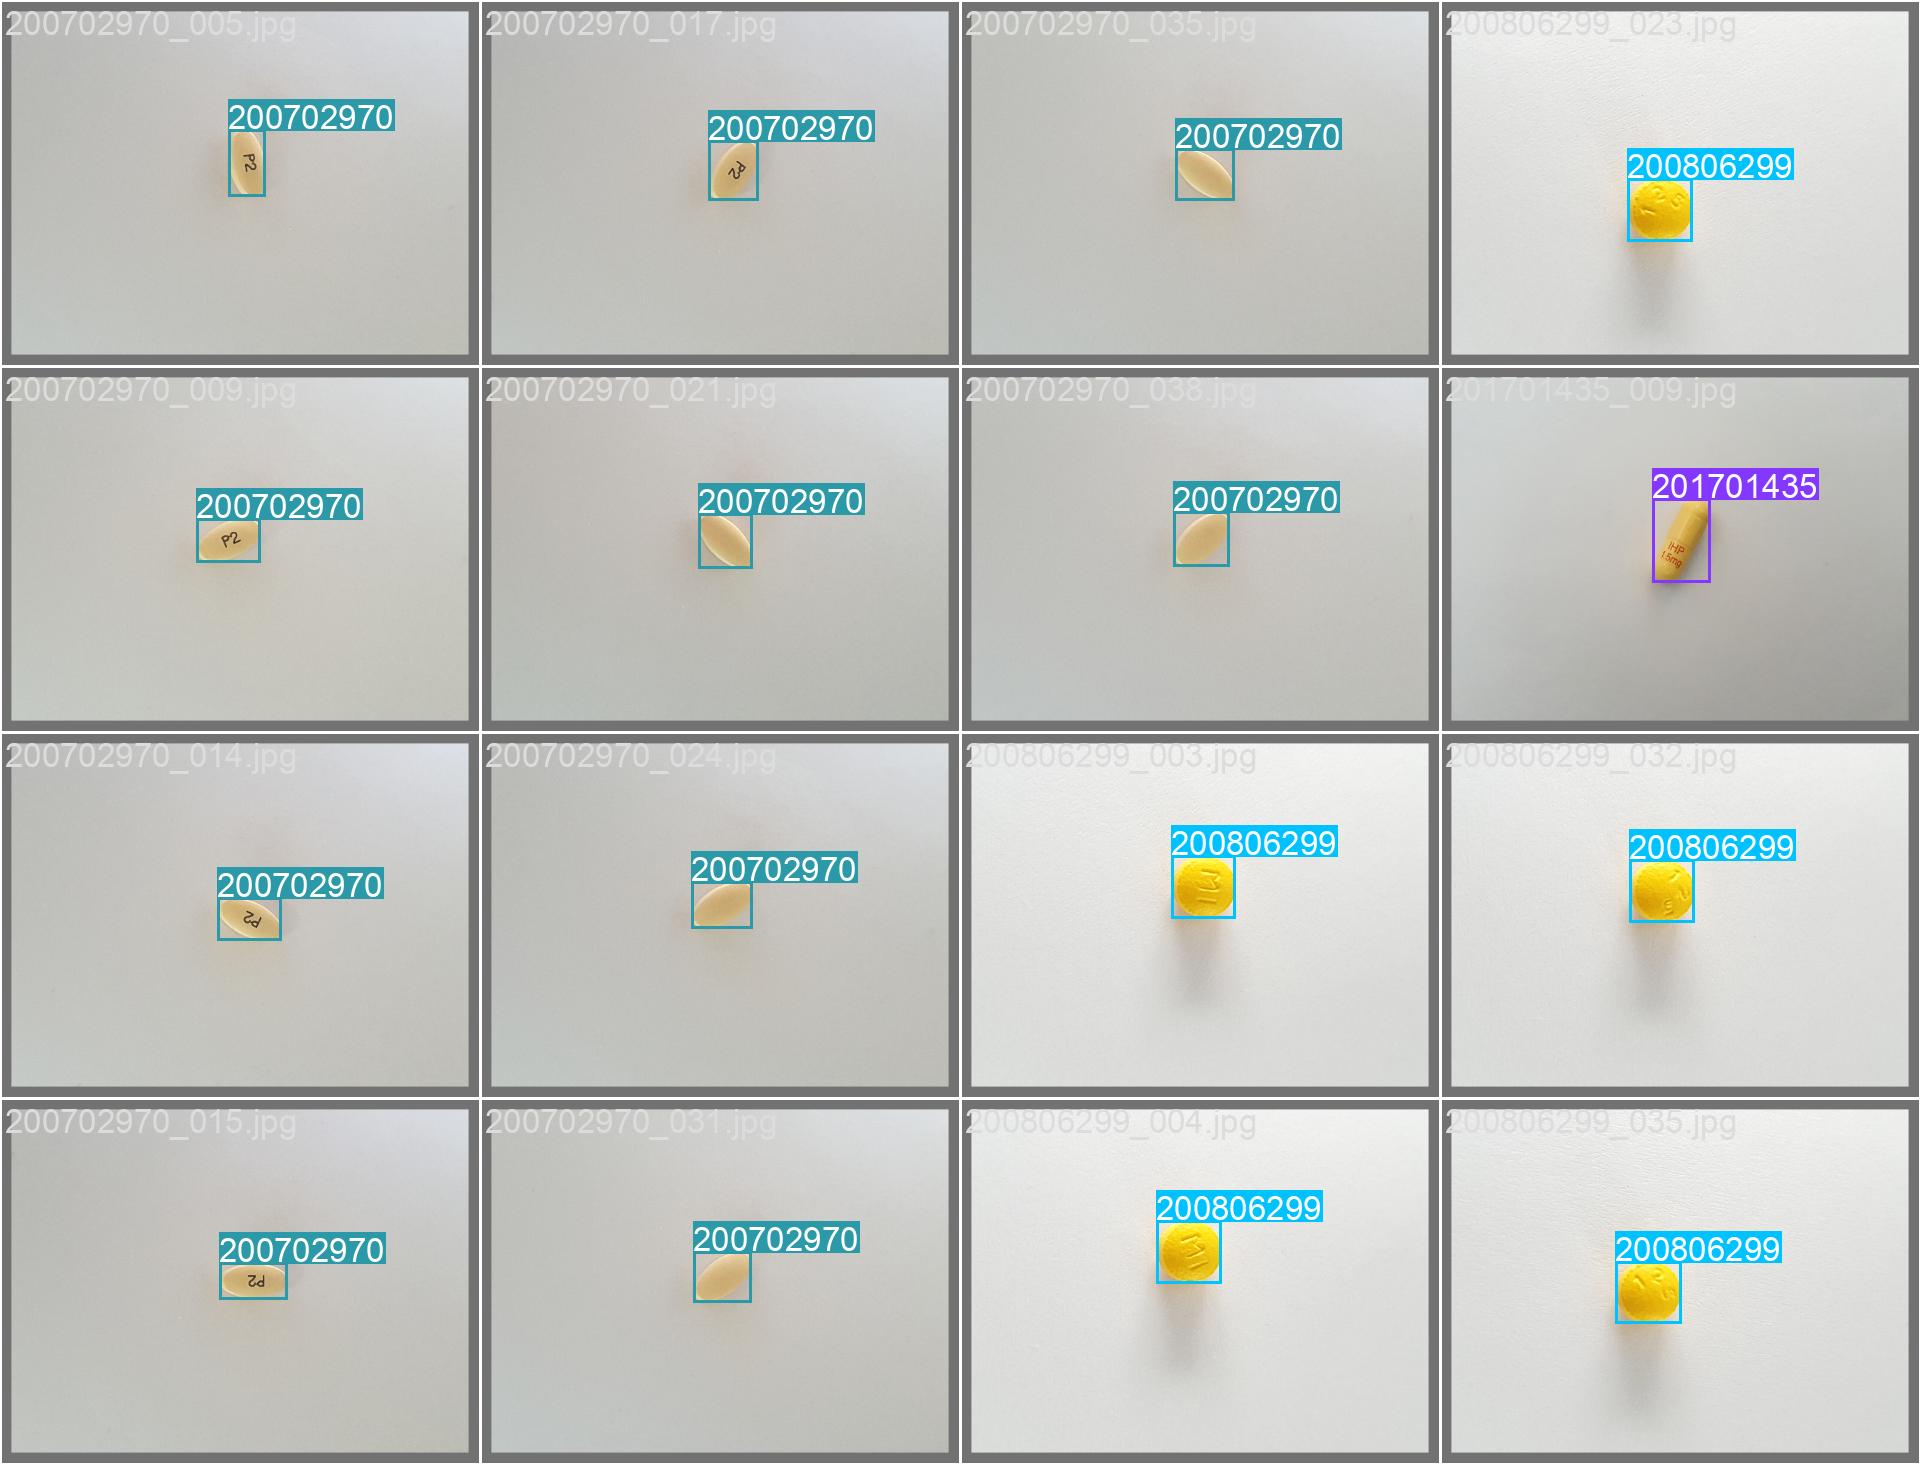 200702970_005.jpg
200702970
P2
200702970_017.jpg
200702970
P2
200702970_035.jpg
200702970
200806299_023.jpg
200806299
125
200702970_009.jpg
200702970
P2
200702970_021.jpg
200702970
200702970_038.jpg
200702970
201701435_009.jpg
201701435
IHP
1.5mg
200702970_014.jpg
200702970
P2
200702970_024.jpg
200702970
200806299_003.jpg
200806299
MI
200806299_032.jpg
200806299
125
200702970_015.jpg
200702970
P2
200702970_031.jpg
200702970
200806299_004.jpg
200806299
MI
200806299_035.jpg
200806299
125